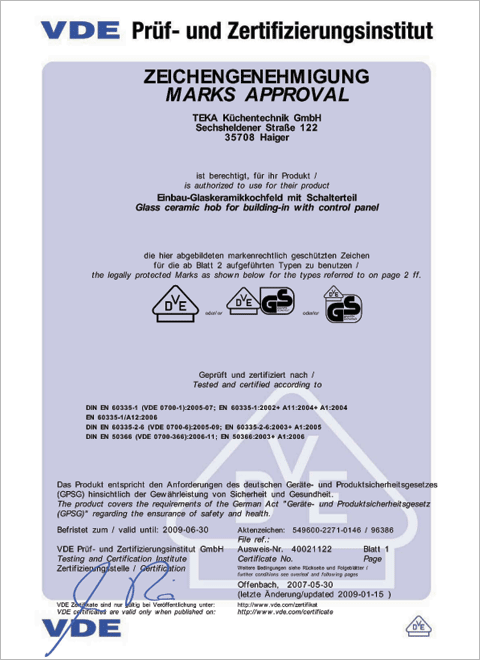 VDE Prüf- und Zertifizierungsinstitut
ZEICHENGENEHMIGUNG
MARKS APPROVAL
TEKA Küchentechnik GmbH
Sechsheldener Straße 122
35708 Haiger
ist berechtigt, für ihr Produkt /
is authorized to use for their product
Einbau-Glaskeramikkochfeld mit Schalterteil
Glass ceramic hob for building-in with control panel
die hier abgebildeten markenrechtlich geschützten Zeichen
für die ab Blatt 2 aufgeführten Typen zu benutzen /
the legally protected Marks as shown below for the types referred to on page 2 ff.
VDE oder/or VDE GS oder/or VDE GS
Geprüft und zertifiziert nach /
Tested and certified according to
DIN EN 60335-1 (VDE 0700-1):2005-07; EN 60335-1:2002+ A11:2004+ A1:2004
EN 60335-1/A12:2006
DIN EN 60335-2-6 (VDE 0700-6):2005-09; EN 60335-2-6:2003+ A1:2005
DIN EN 50366 (VDE 0700-366):2006-11; EN 50366:2003+ A1:2006
VDE
Das Produkt entspricht den Anforderungen des deutschen Geräte- und Produktsicherheitsgesetzes
(GPSG) hinsichtlich der Gewährleistung von Sicherheit und Gesundheit.
The product covers the requirements of the German Act "Geräte- und Produktsicherheitsgesetz
(GPSG)" regarding the ensurance of safety and health.
Befristet zum / valid until: 2009-06-30
Aktenzeichen: 549600-2271-0146 / 96386
File ref.:
VDE Prüf- und Zertifizierungsinstitut GmbH
Ausweis-Nr. 40021122 Blatt 1
Testing and Certification Institute
Certificate No. Page
Zertifizierungsstelle / Certification
Weitere Bedingungen siehe Rückseite und Folgeblätter /
further conditions see overleaf and following pages
Offenbach, 2007-05-30
(letzte Änderung/updated 2009-01-15 )
VDE Zertifikate sind nur gültig bei Veröffentlichung unter: http://www.vde.com/zertifikat
VDE certificates are valid only when published on: http://www.vde.com/certificate
VDE
VDE